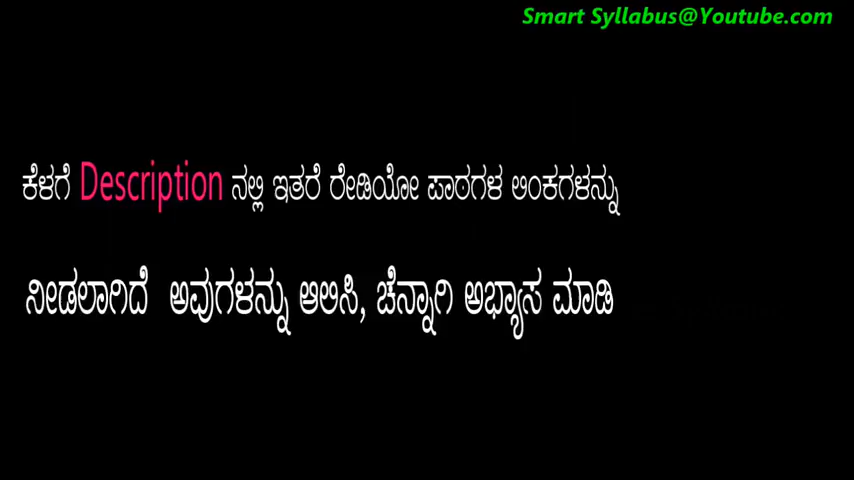 Smart Syllabus@Youtube.com
ಕೆಳಗೆ Description ನಲ್ಲಿ ಇತರೆ ರೇಡಿಯೋ ಪಾಠಗಳ ಲಿಂಕಗಳನ್ನು
ನೀಡಲಾಗಿದೆ ಅವುಗಳನ್ನು ಆಲಿಸಿ, ಚೆನ್ನಾಗಿ ಅಭ್ಯಾಸ ಮಾಡಿ